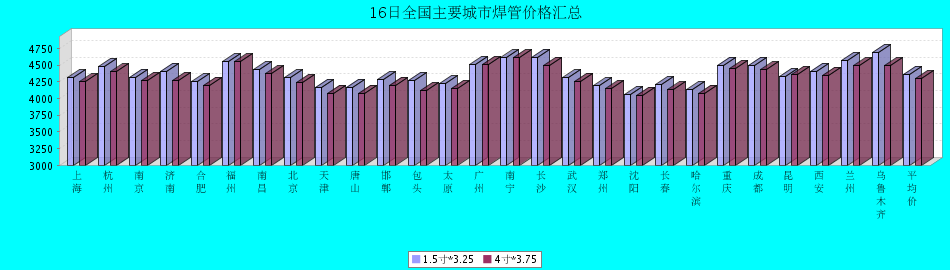 16日全国主要城市焊管价格汇总
4750
4500
4250
4000
3750
3500
3250
3000
上海 杭州 南京 济南 合肥 福州 南昌 北京 天津 唐山 邯郸 包头 太原 广州 南宁 长沙 武汉 郑州 沈阳 长春 哈尔滨 重庆 成都 昆明 西安 兰州 乌鲁木齐 平均价
1.5寸*3.25 4寸*3.75